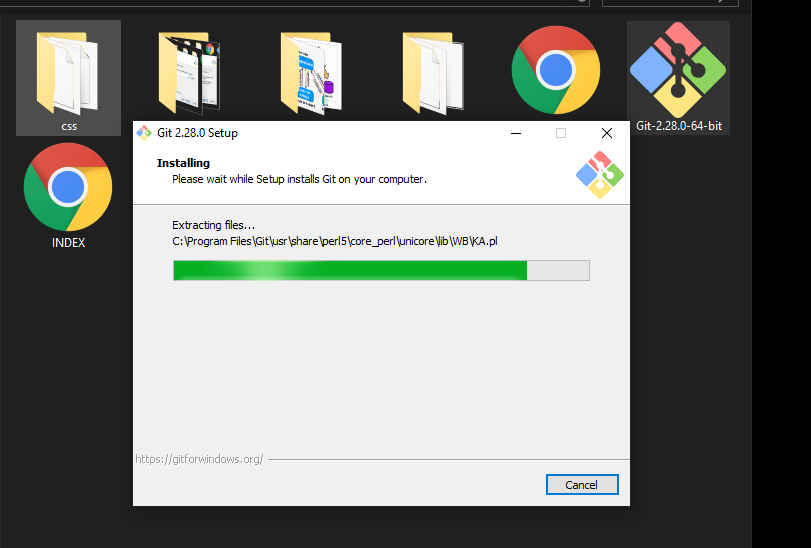 css
Git-2.28.0-64-bit
INDEX
Git 2.28.0 Setup
Installing
Please wait while Setup installs Git on your computer.
Extracting files...
C:\Program Files\Git\usr\share\perl5\core_perl\unicore\lib\WB\KA.pl
https://gitforwindows.org/
Cancel